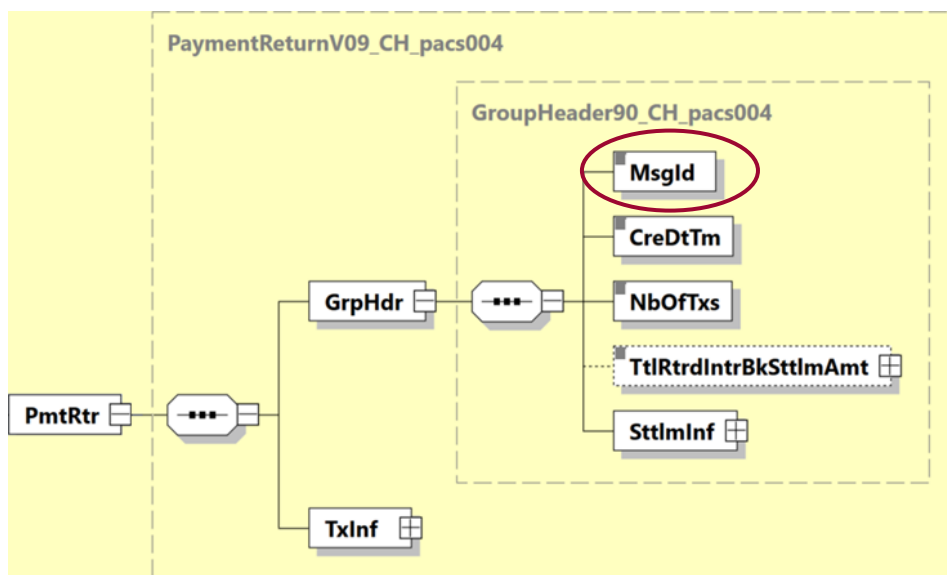 PaymentReturnV09_CH_pacs004
GroupHeader90_CH_pacs004
MsgId
CreDtTm
GrpHdr
NbOfTxs
TtlRtrdIntrBkSttlmAmt
PmtRtr
SttlmInf
TxInf